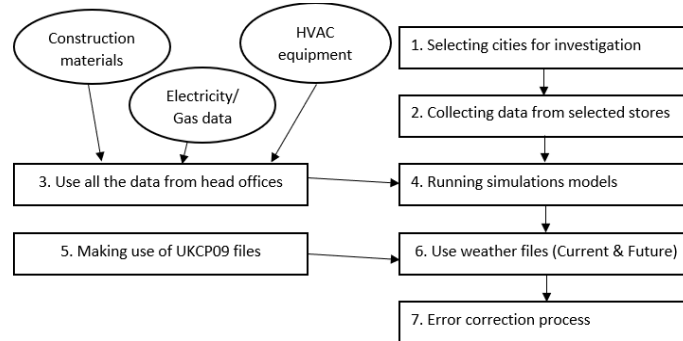 Construction
materials
HVAC
equipment
Electricity/
Gas data
1. Selecting cities for investigation
2. Collecting data from selected stores
3. Use all the data from head offices
4. Running simulations models
5. Making use of UKCP09 files
6. Use weather files (Current & Future)
7. Error correction process